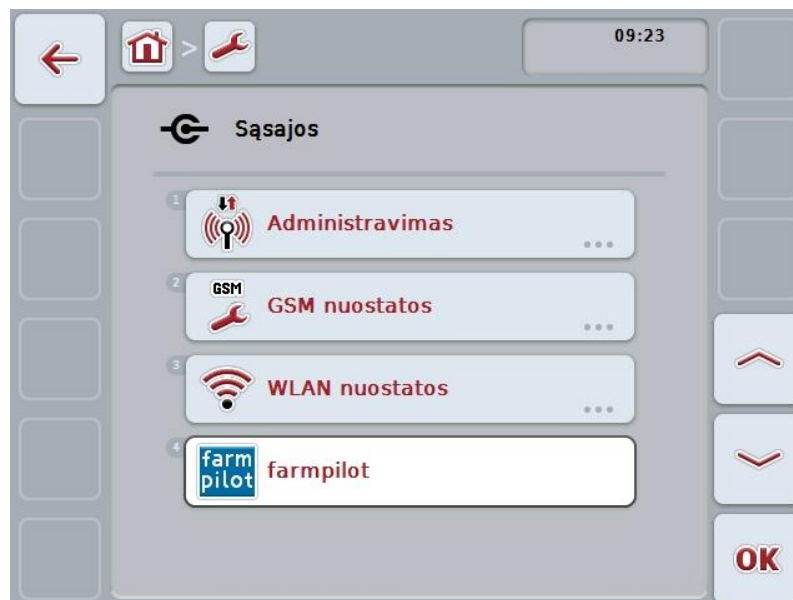 09:23
>
Sąsajos
1
Administravimas
...
2
GSM
GSM nuostatos
...
3
WLAN nuostatos
...
4
farm
pilot
farmpilot
OK